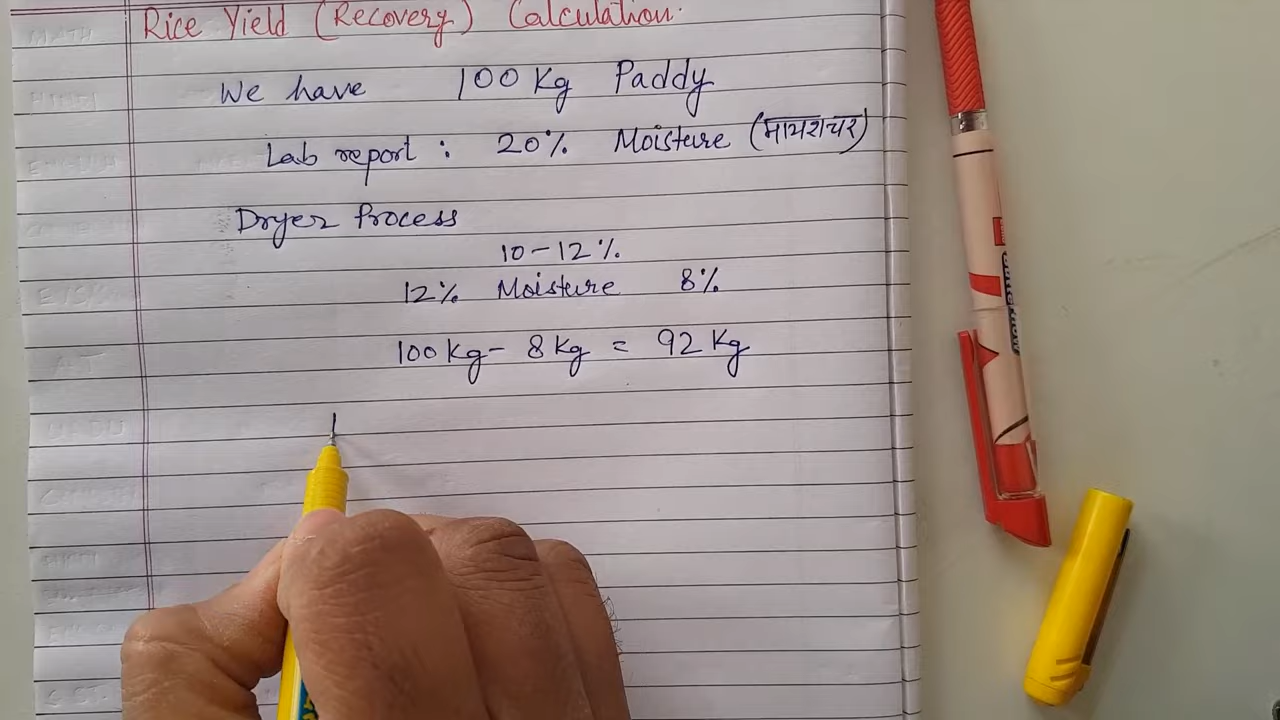 Rice Yield (Recovery) Calculation.
We have 100 Kg Paddy
Lab report : 20% Moisture (मायशचर)
Dryer Process
10-12%
12% Moisture 8%
100 Kg - 8 Kg = 92 Kg